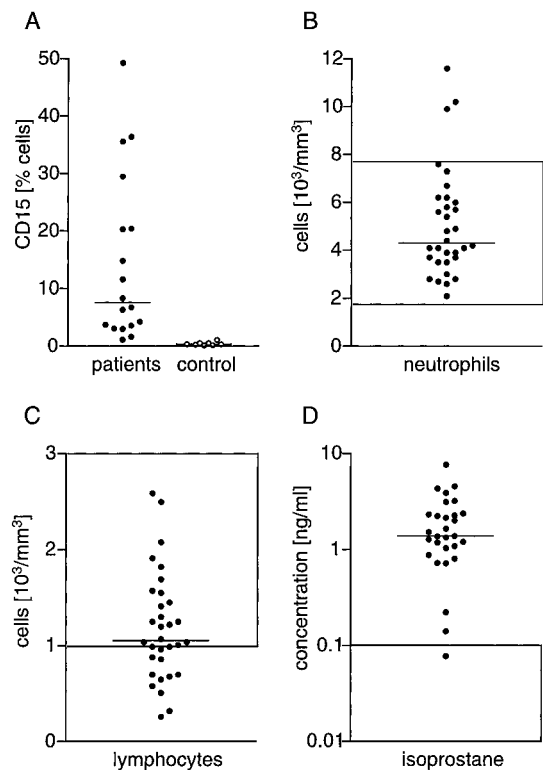 A
CD15 [% cells]
50
40
30
20
10
0
patients
control
B
cells [10³/mm³]
12
10
8
6
4
2
0
neutrophils
C
cells [10³/mm³]
3
2
1
0
lymphocytes
D
concentration [ng/ml]
10
1
0.1
0.01
isoprostane